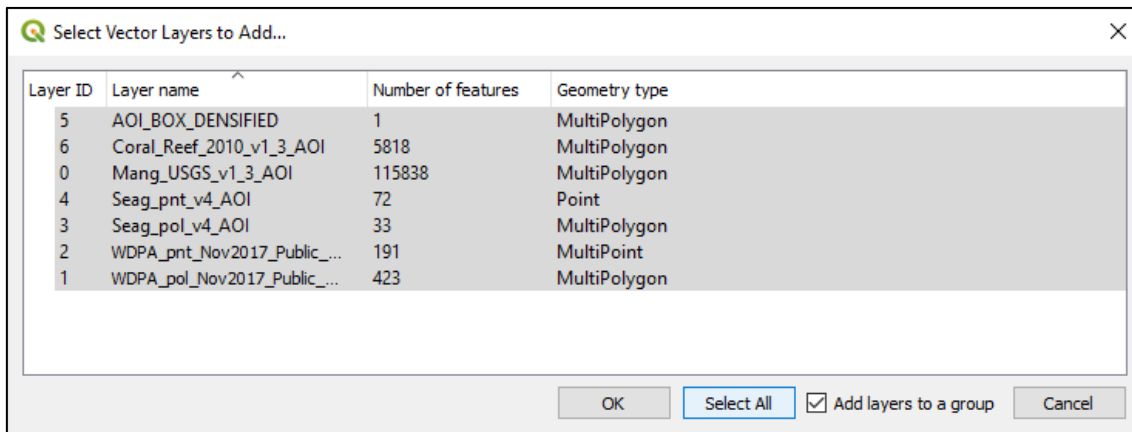 Select Vector Layers to Add...
Layer ID Layer name Number of features Geometry type
5 AOI_BOX_DENSIFIED 1 MultiPolygon
6 Coral_Reef_2010_v1_3_AOI 5818 MultiPolygon
0 Mang_USGS_v1_3_AOI 115838 MultiPolygon
4 Seag_pnt_v4_AOI 72 Point
3 Seag_pol_v4_AOI 33 MultiPolygon
2 WDPA_pnt_Nov2017_Public_... 191 MultiPoint
1 WDPA_pol_Nov2017_Public_... 423 MultiPolygon
OK Select All Add layers to a group Cancel